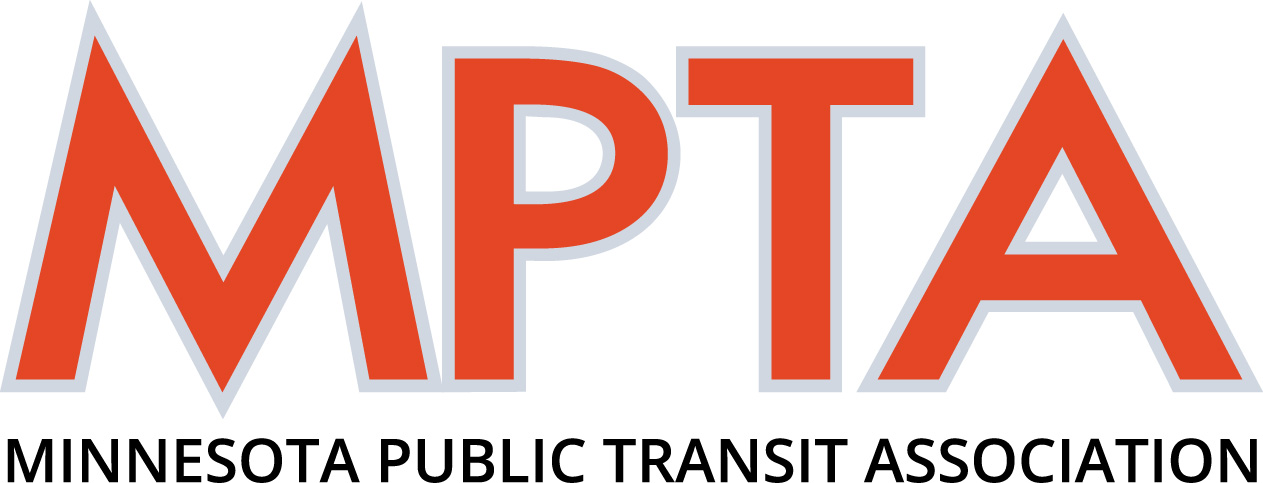 MPTA
MINNESOTA PUBLIC TRANSIT ASSOCIATION